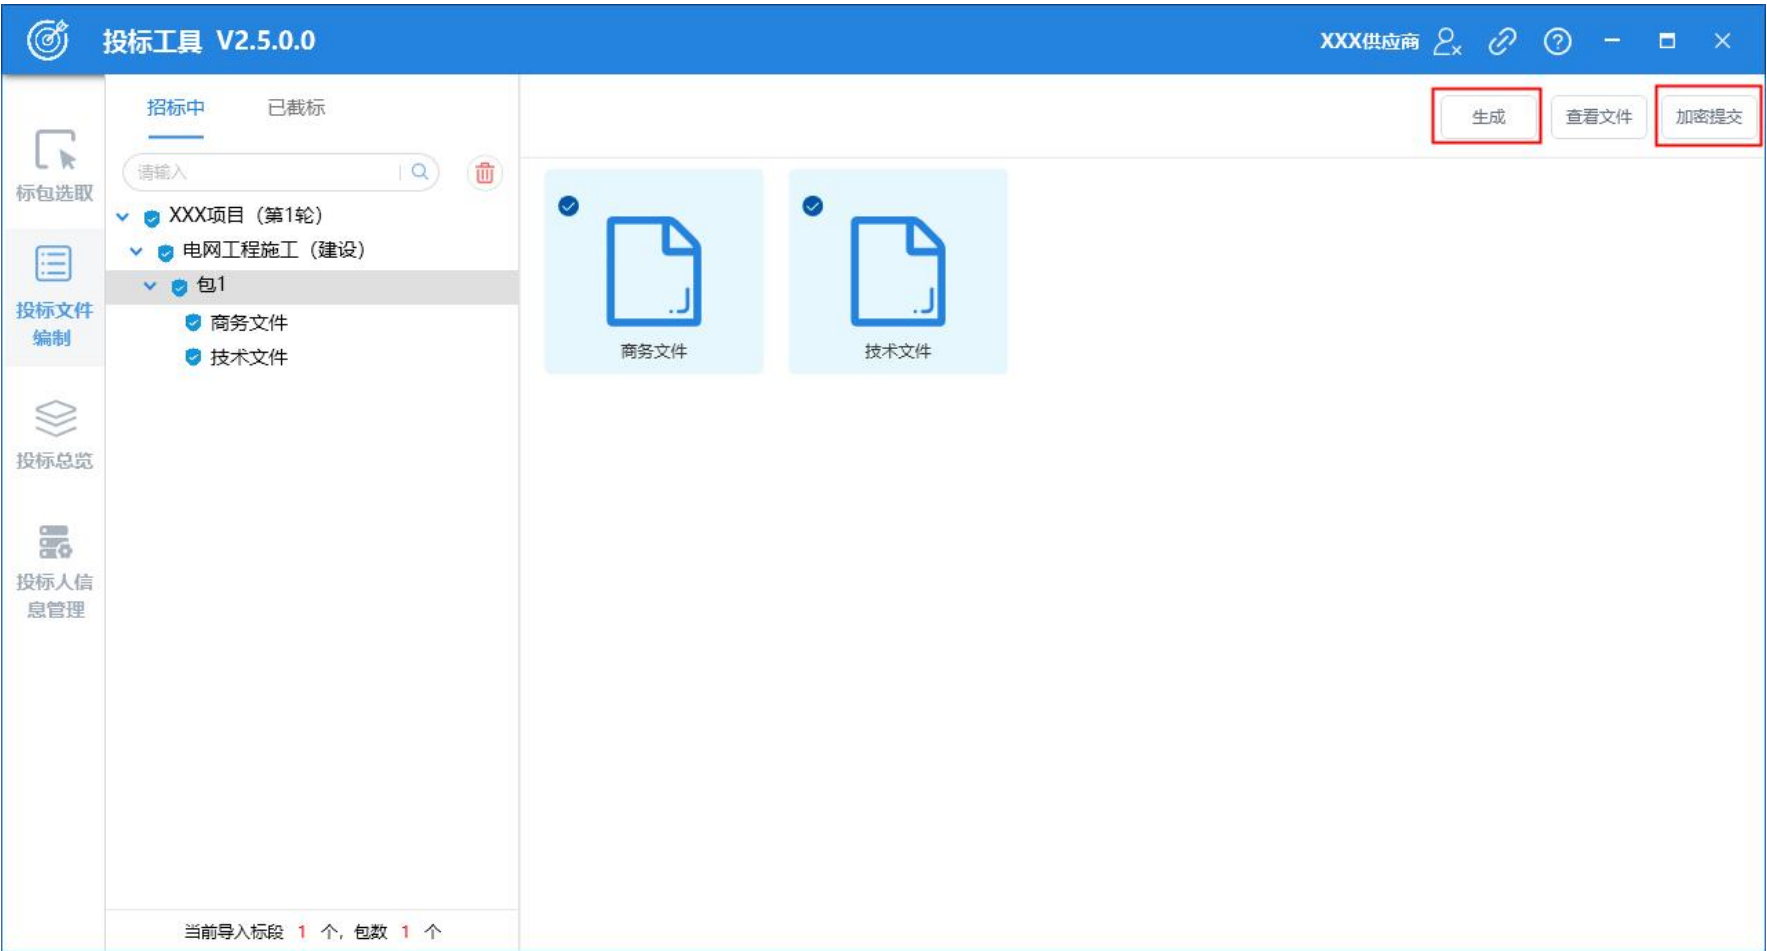 投标工具 V2.5.0.0
XXX供应商
招标中 已截标
生成 查看文件 加密提交
请输入
标包选取
XXX项目（第1轮）
电网工程施工（建设）
包1
商务文件
技术文件
投标文件
编制
商务文件 技术文件
投标总览
投标人信
息管理
当前导入标段 1 个, 包数 1 个